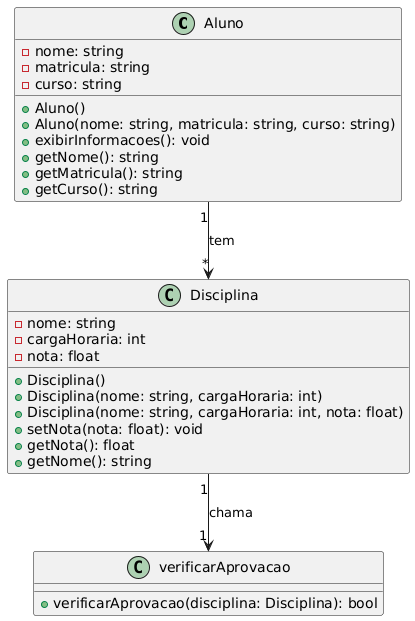 C Aluno
nome: string
matricula: string
curso: string
Aluno()
Aluno(nome: string, matricula: string, curso: string)
exibirInformacoes(): void
getNome(): string
getMatricula(): string
getCurso(): string
1
tem
*
C Disciplina
nome: string
cargaHoraria: int
nota: float
Disciplina()
Disciplina(nome: string, cargaHoraria: int)
Disciplina(nome: string, cargaHoraria: int, nota: float)
setNota(nota: float): void
getNota(): float
getNome(): string
1
chama
1
C verificarAprovacao
verificarAprovacao(disciplina: Disciplina): bool